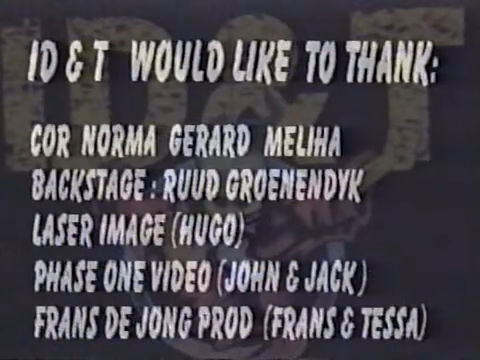 ID & T WOULD LIKE TO THANK:
COR NORMA GERARD MELIHA
BACKSTAGE : RUUD GROENENDYK
LASER IMAGE (HUGO)
PHASE ONE VIDEO (JOHN & JACK)
FRANS DE JONG PROD (FRANS & TESSA)
ID&T